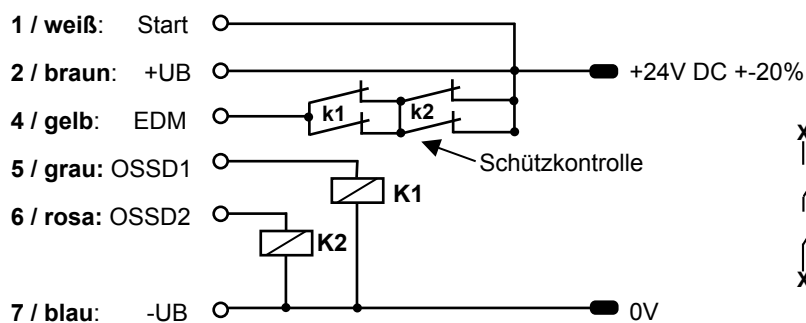 1 / weiß: Start
2 / braun: +UB +24V DC +-20%
4 / gelb: EDM k1 k2
Schützkontrolle
5 / grau: OSSD1
K1
6 / rosa: OSSD2
K2
7 / blau: -UB 0V
X
X